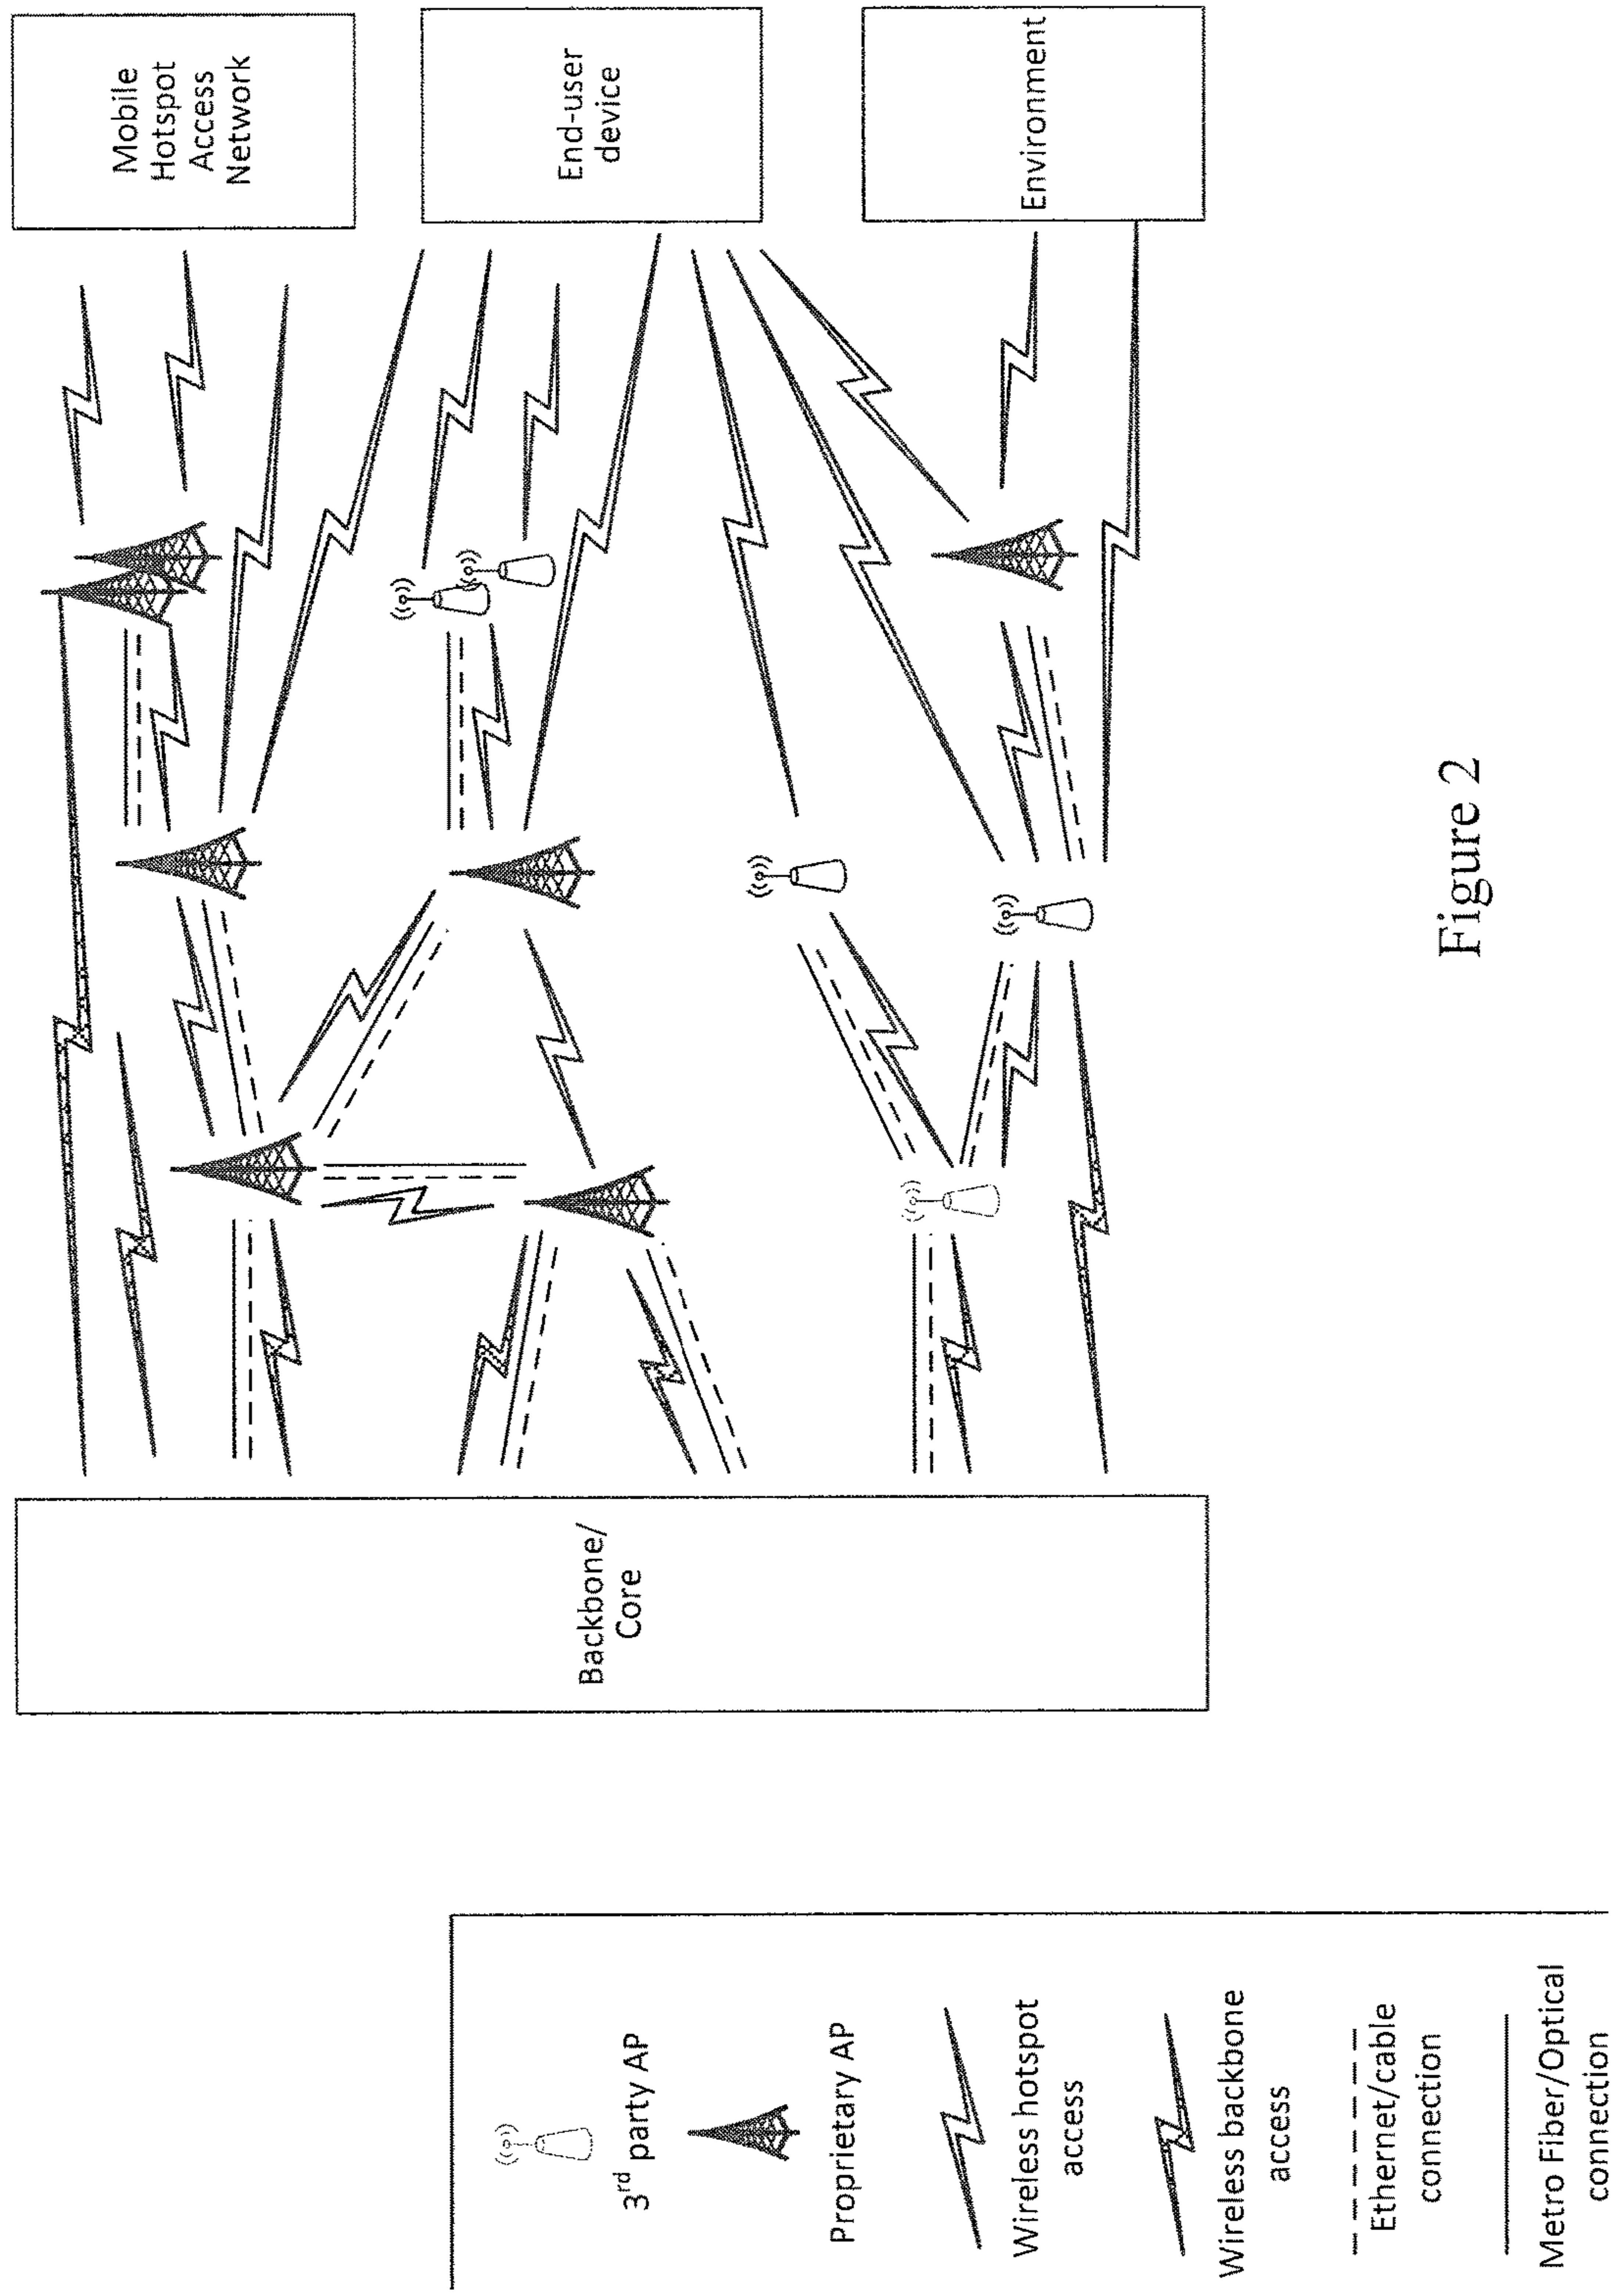 3rd party AP
Proprietary AP
Wireless hotspot
access
Wireless backbone
access
Ethernet/cable
connection
Metro Fiber/Optical
connection
Backbone/
Core
Mobile
Hotspot
Access
Network
End-user
device
Environment
Figure 2